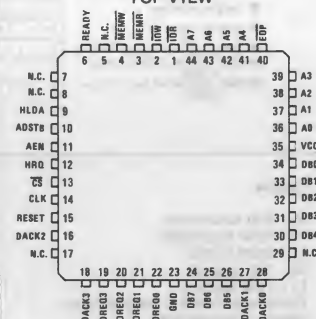 TOP VIEW
READY N.C. MEMW MEMR IOW IOR A7 A6 A5 A4 EOP
6 5 4 3 2 1 44 43 42 41 40
N.C. 7 39 A3
N.C. 8 38 A2
HLDA 9 37 A1
ADSTB 10 36 A0
AEN 11 35 VCC
HRQ 12 34 DB0
CS 13 33 DB1
CLK 14 32 DB2
RESET 15 31 DB3
DACK2 16 30 DB4
N.C. 17 29 N.C
18 19 20 21 22 23 24 25 26 27 28
DACK3 DREQ3 DREQ2 DREQ1 DREQ0 GND DB7 DB6 DB5 DACK1 DACK0